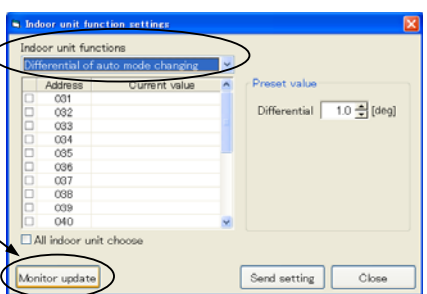 Indoor unit function settings
Indoor unit functions
Differential of auto mode changing
Address Current value
031
032
033
034
035
036
037
038
039
040
Preset value
Differential 1.0 [deg]
All indoor unit choose
Monitor update Send setting Close